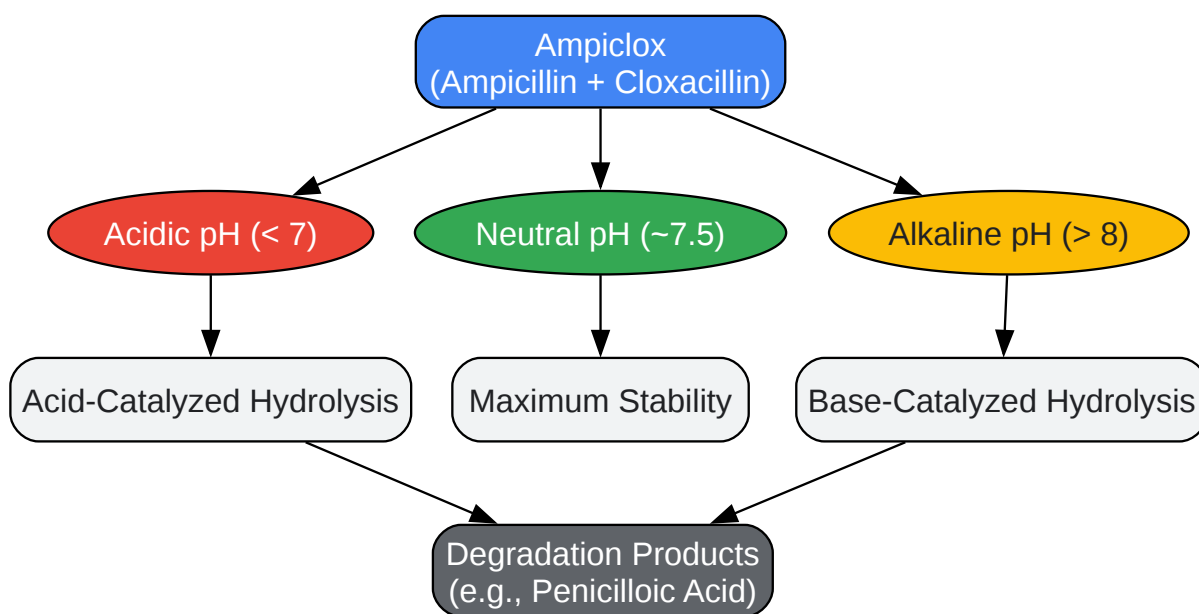 Ampiclox
(Ampicillin + Cloxacillin)
Acidic pH (< 7)
Neutral pH (~7.5)
Alkaline pH (> 8)
Acid-Catalyzed Hydrolysis
Maximum Stability
Base-Catalyzed Hydrolysis
Degradation Products
(e.g., Penicilloic Acid)